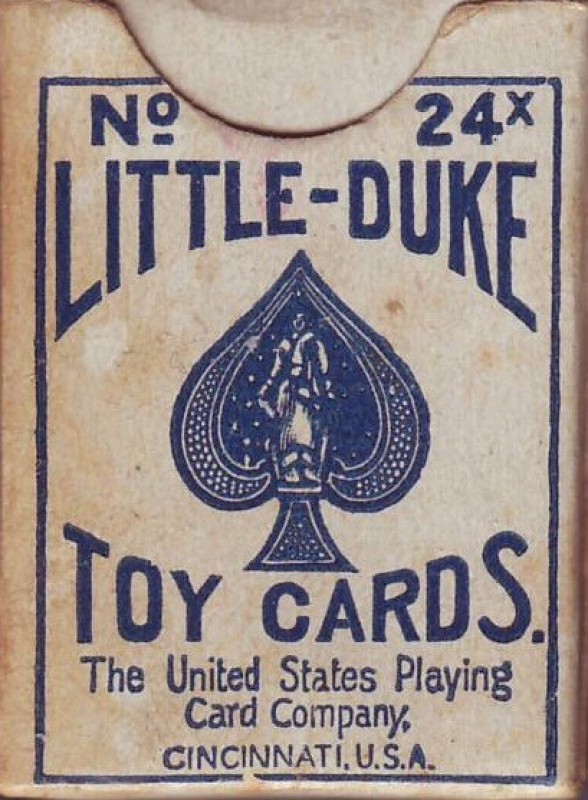 Nº 24X
LITTLE-DUKE
TOY CARDS.
The United States Playing
Card Company,
CINCINNATI, U.S.A.